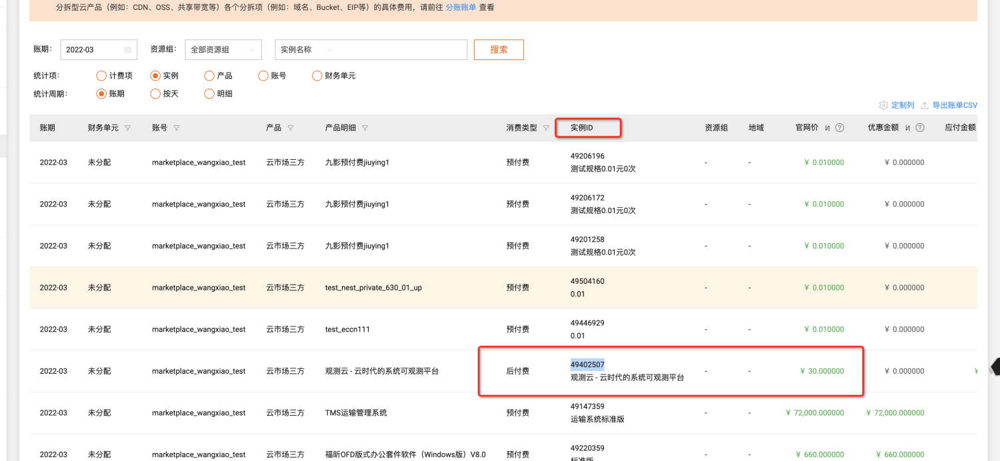 分拆型云产品（例如：CDN、OSS、共享带宽等）各个分拆项（例如：域名、Bucket、EIP等）的具体费用，请前往 分账账单 查看
账期： 2022-03 资源组： 全部资源组 实例名称 搜索
统计项： 计费项 实例 产品 账号 财务单元
统计周期： 账期 按天 明细
定制列 导出账单CSV
账期 财务单元 账号 产品 产品明细 消费类型 实例ID 资源组 地域 官网价 优惠金额 应付金额
2022-03 未分配 marketplace_wangxiao_test 云市场三方 九影预付费jiuying1 预付费 49206196 - - ¥ 0.010000 ¥ 0.000000
测试规格0.01元0次
2022-03 未分配 marketplace_wangxiao_test 云市场三方 九影预付费jiuying1 预付费 49206172 - - ¥ 0.010000 ¥ 0.000000
测试规格0.01元0次
2022-03 未分配 marketplace_wangxiao_test 云市场三方 九影预付费jiuying1 预付费 49201258 - - ¥ 0.010000 ¥ 0.000000
测试规格0.01元0次
2022-03 未分配 marketplace_wangxiao_test 云市场三方 test_nest_private_630_01_up 预付费 49504160 - - ¥ 0.010000 ¥ 0.000000
0.01
2022-03 未分配 marketplace_wangxiao_test 云市场三方 test_eccn111 预付费 49446929 - - ¥ 0.010000 ¥ 0.000000
0.01
2022-03 未分配 marketplace_wangxiao_test 云市场三方 观测云 - 云时代的系统可观测平台 后付费 49402507 - - ¥ 30.000000 ¥ 0.000000 ¥
观测云 - 云时代的系统可观测平台
2022-03 未分配 marketplace_wangxiao_test 云市场三方 TMS运输管理系统 预付费 49147359 - - ¥ 72,000.000000 ¥ 72,000.000000
运输系统标准版
2022-03 未分配 marketplace_wangxiao_test 云市场三方 福昕OFD版式办公套件软件（Windows版）V8.0 预付费 49220359 - - ¥ 660.000000 ¥ 660.000000
标准版